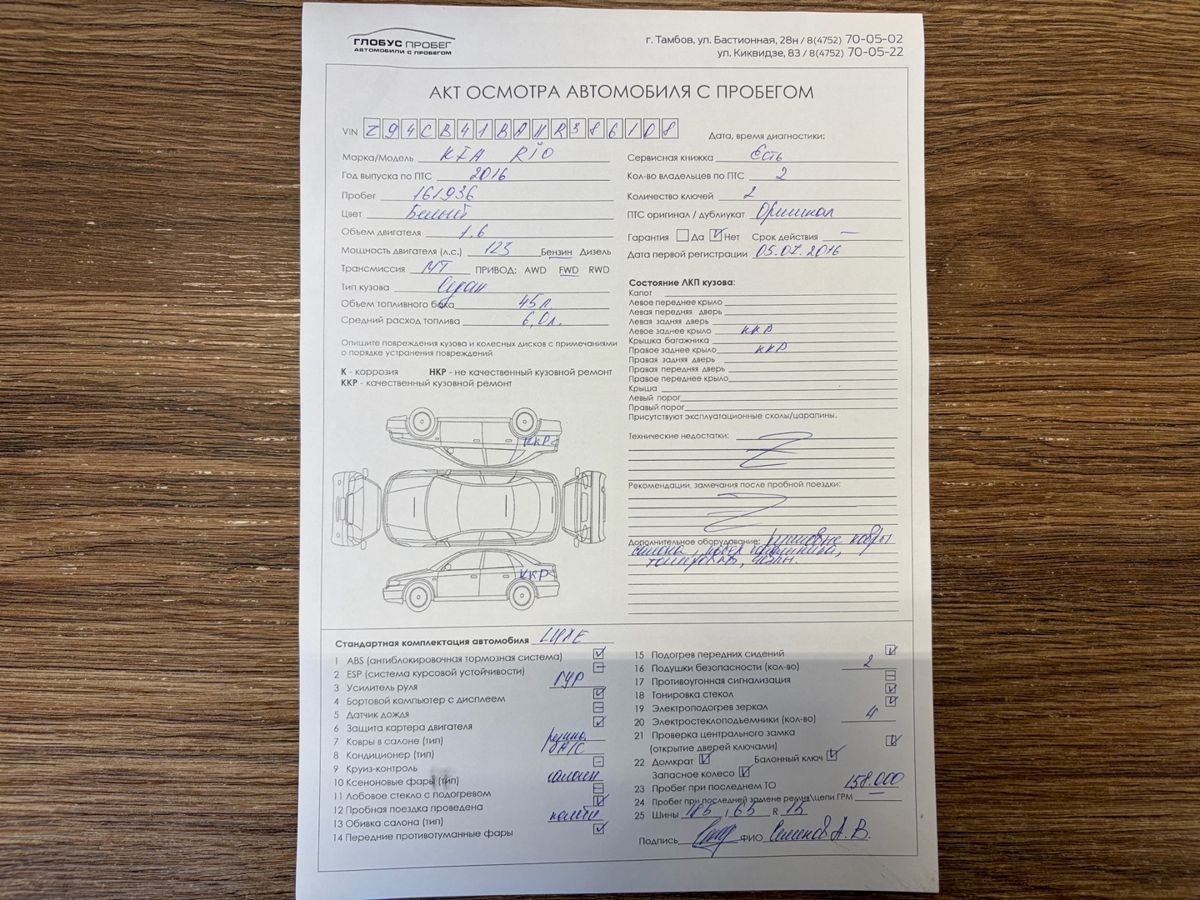 ГЛОБУС ПРОБЕГ
АВТОМОБИЛИ С ПРОБЕГОМ
г. Тамбов, ул. Бастионная, 28н / 8(4752) 70-05-02
ул. Киквидзе, 83 / 8(4752) 70-05-22
АКТ ОСМОТРА АВТОМОБИЛЯ С ПРОБЕГОМ
VIN Z94CB41BAHR386108
Дата, время диагностики:
Марка/Модель KIA RIO
Год выпуска по ПТС 2016
Пробег 161936
Цвет Белый
Объем двигателя 1,6
Мощность двигателя (л.с.) 123 Бензин Дизель
Трансмиссия МТ ПРИВОД: AWD FWD RWD
Тип кузова Седан
Объем топливного бака 45л.
Средний расход топлива 6,0л.
Сервисная книжка Есть
Кол-во владельцев по ПТС 2
Количество ключей 2
ПТС оригинал / дубликат Оригинал
Гарантия Да Нет Срок действия —
Дата первой регистрации 05.07.2016
Опишите повреждения кузова и колесных дисков с примечаниями
о порядке устранения повреждений
К - коррозия НКР - не качественный кузовной ремонт
ККР - качественный кузовной ремонт
ККР
ККР
Состояние ЛКП кузова:
Капот
Левое переднее крыло
Левая передняя дверь
Левая задняя дверь
Левое заднее крыло ККР
Крышка багажника
Правое заднее крыло ККР
Правая задняя дверь
Правая передняя дверь
Правое переднее крыло
Крыша
Левый порог
Правый порог
Присутствуют эксплуатационные сколы/царапины.
Технические недостатки:
Рекомендации, замечания после пробной поездки:
Дополнительное оборудование: ковры
салона,
Стандартная комплектация автомобиля LUXE
1 ABS (антиблокировочная тормозная система)
2 ESP (система курсовой устойчивости)
3 Усилитель руля ГУР
4 Бортовой компьютер с дисплеем
5 Датчик дождя
6 Защита картера двигателя
7 Ковры в салоне (тип) резина
8 Кондиционер (тип) A/C
9 Круиз-контроль
10 Ксеноновые фары (тип) галоген
11 Лобовое стекло с подогревом
12 Пробная поездка проведена
13 Обивка салона (тип)
14 Передние противотуманные фары
15 Подогрев передних сидений
16 Подушки безопасности (кол-во) 2
17 Противоугонная сигнализация
18 Тонировка стекол
19 Электроподогрев зеркал
20 Электростеклоподъемники (кол-во) 4
21 Проверка центрального замка
(открытие дверей ключами)
22 Домкрат Балонный ключ
Запасное колесо
23 Пробег при последнем ТО 158.000
24 Пробег при последней замене ремня\цепи ГРМ
25 Шины 185 / 65 R 15
Подпись ФИО Семенов А. В.